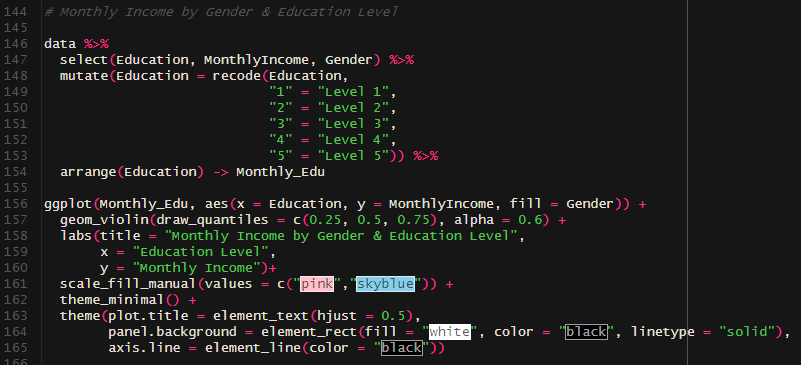 144 # Monthly Income by Gender & Education Level
145
146 data %>%
147   select(Education, MonthlyIncome, Gender) %>%
148   mutate(Education = recode(Education,
149                             "1" = "Level 1",
150                             "2" = "Level 2",
151                             "3" = "Level 3",
152                             "4" = "Level 4",
153                             "5" = "Level 5")) %>%
154   arrange(Education) -> Monthly_Edu
155
156 ggplot(Monthly_Edu, aes(x = Education, y = MonthlyIncome, fill = Gender)) +
157   geom_violin(draw_quantiles = c(0.25, 0.5, 0.75), alpha = 0.6) +
158   labs(title = "Monthly Income by Gender & Education Level",
159        x = "Education Level",
160        y = "Monthly Income")+
161   scale_fill_manual(values = c("pink","skyblue")) +
162   theme_minimal() +
163   theme(plot.title = element_text(hjust = 0.5),
164         panel.background = element_rect(fill = "white", color = "black", linetype = "solid"),
165         axis.line = element_line(color = "black"))
166